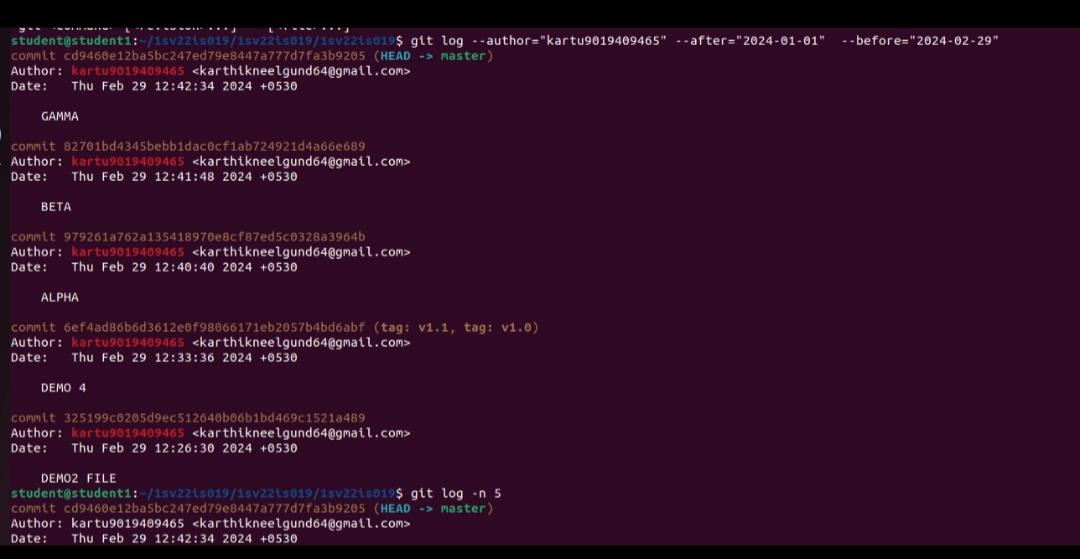 student@student1:~/1sv22is019/1sv22is019/1sv22is019$ git log --author="kartu9019409465" --after="2024-01-01"  --before="2024-02-29"
commit cd9460e12ba5bc247ed79e8447a777d7fa3b9205 (HEAD -> master)
Author: kartu9019409465 <karthikneelgund64@gmail.com>
Date:   Thu Feb 29 12:42:34 2024 +0530
GAMMA
commit 82701bd4345bebb1dac0cf1ab724921d4a66e689
Author: kartu9019409465 <karthikneelgund64@gmail.com>
Date:   Thu Feb 29 12:41:48 2024 +0530
BETA
commit 979261a762a135418970e8cf87ed5c0328a3964b
Author: kartu9019409465 <karthikneelgund64@gmail.com>
Date:   Thu Feb 29 12:40:40 2024 +0530
ALPHA
commit 6ef4ad86b6d3612e0f98066171eb2057b4bd6abf (tag: v1.1, tag: v1.0)
Author: kartu9019409465 <karthikneelgund64@gmail.com>
Date:   Thu Feb 29 12:33:36 2024 +0530
DEMO 4
commit 325199c0205d9ec512640b06b1bd469c1521a489
Author: kartu9019409465 <karthikneelgund64@gmail.com>
Date:   Thu Feb 29 12:26:30 2024 +0530
DEMO2 FILE
student@student1:~/1sv22is019/1sv22is019/1sv22is019$ git log -n 5
commit cd9460e12ba5bc247ed79e8447a777d7fa3b9205 (HEAD -> master)
Author: kartu9019409465 <karthikneelgund64@gmail.com>
Date:   Thu Feb 29 12:42:34 2024 +0530